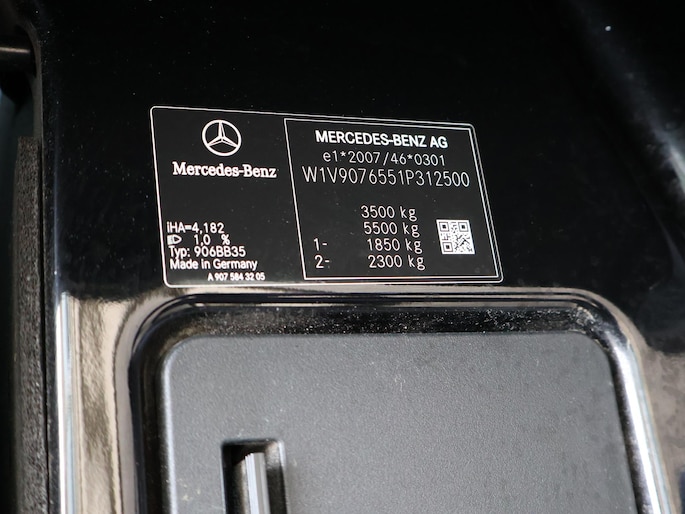 Mercedes-Benz
iHA=4,182
1,0 %
Typ: 906BB35
Made in Germany
A 907 584 32 05
MERCEDES-BENZ AG
e1*2007/46*0301
W1V9076551P312500
3500 kg
5500 kg
1- 1850 kg
2- 2300 kg